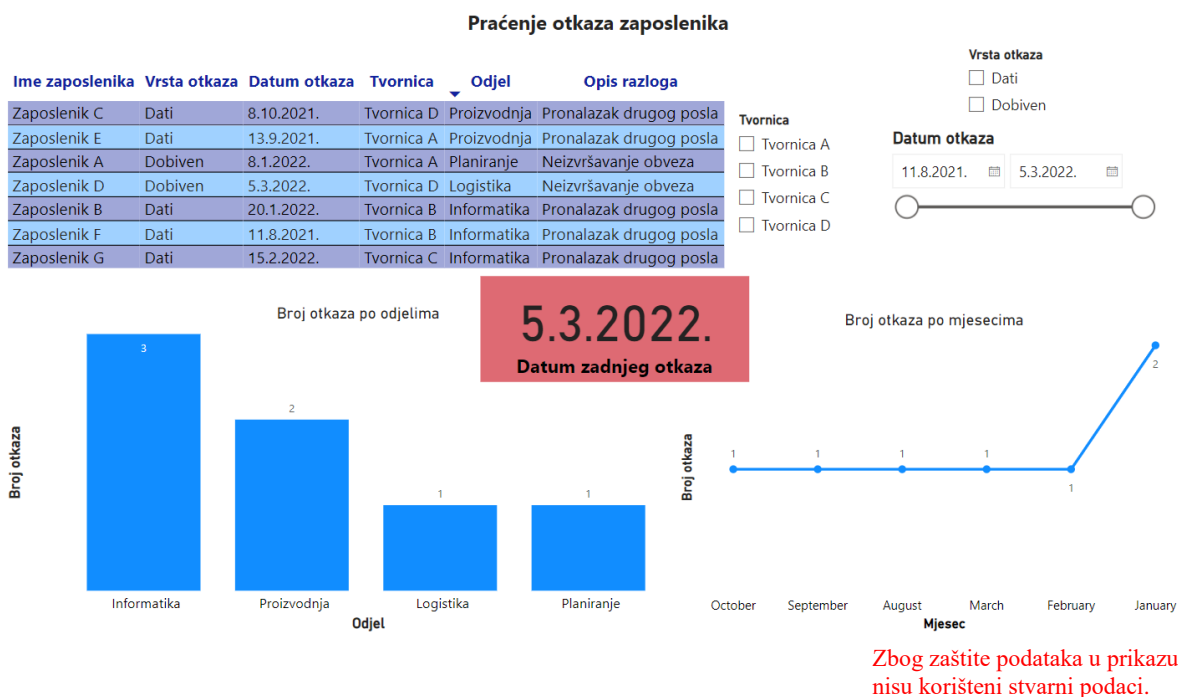 Praćenje otkaza zaposlenika
Ime zaposlenika Vrsta otkaza Datum otkaza Tvornica Odjel Opis razloga
Zaposlenik C Dati 8.10.2021. Tvornica D Proizvodnja Pronalazak drugog posla
Zaposlenik E Dati 13.9.2021. Tvornica A Proizvodnja Pronalazak drugog posla
Zaposlenik A Dobiven 8.1.2022. Tvornica A Planiranje Neizvršavanje obveza
Zaposlenik D Dobiven 5.3.2022. Tvornica D Logistika Neizvršavanje obveza
Zaposlenik B Dati 20.1.2022. Tvornica B Informatika Pronalazak drugog posla
Zaposlenik F Dati 11.8.2021. Tvornica B Informatika Pronalazak drugog posla
Zaposlenik G Dati 15.2.2022. Tvornica C Informatika Pronalazak drugog posla
Tvornica
Tvornica A
Tvornica B
Tvornica C
Tvornica D
Vrsta otkaza
Dati
Dobiven
Datum otkaza
11.8.2021. 5.3.2022.
Broj otkaza po odjelima
3
2
1
1
Broj otkaza
Informatika Proizvodnja Logistika Planiranje
Odjel
5.3.2022.
Datum zadnjeg otkaza
Broj otkaza po mjesecima
1 1 1 1 1 2
Broj otkaza
October September August March February January
Mjesec
Zbog zaštite podataka u prikazu
nisu korišteni stvarni podaci.